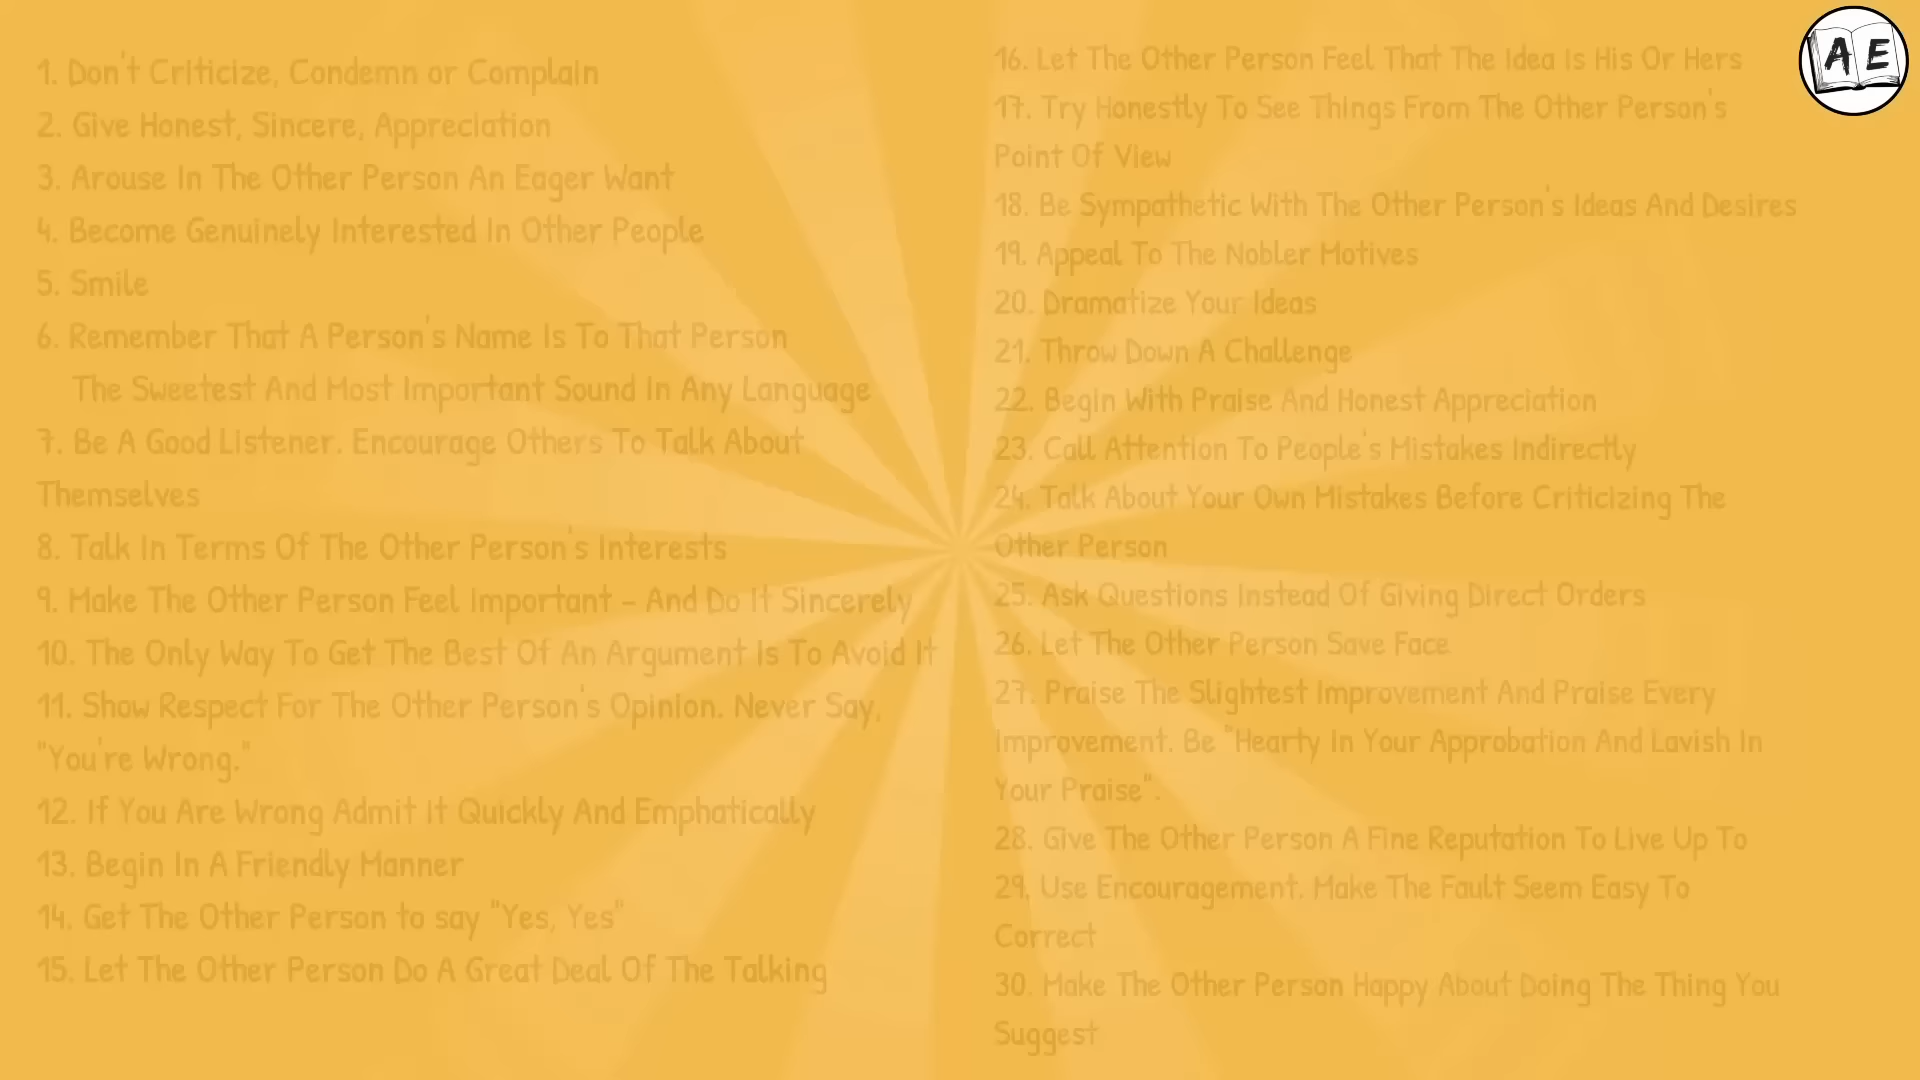 1. Don't Criticize, Condemn or Complain
2. Give Honest, Sincere, Appreciation
3. Arouse In The Other Person An Eager Want
4. Become Genuinely Interested In Other People
5. Smile
6. Remember That A Person's Name Is To That Person
The Sweetest And Most Important Sound In Any Language
7. Be A Good Listener. Encourage Others To Talk About
Themselves
8. Talk In Terms Of The Other Person's Interests
9. Make The Other Person Feel Important - And Do It Sincerely
10. The Only Way To Get The Best Of An Argument Is To Avoid It
11. Show Respect For The Other Person's Opinion. Never Say,
"You're Wrong."
12. If You Are Wrong Admit It Quickly And Emphatically
13. Begin In A Friendly Manner
14. Get The Other Person to say "Yes, Yes"
15. Let The Other Person Do A Great Deal Of The Talking
16. Let The Other Person Feel That The Idea Is His Or Hers
17. Try Honestly To See Things From The Other Person's
Point Of View
18. Be Sympathetic With The Other Person's Ideas And Desires
19. Appeal To The Nobler Motives
20. Dramatize Your Ideas
21. Throw Down A Challenge
22. Begin With Praise And Honest Appreciation
23. Call Attention To People's Mistakes Indirectly
24. Talk About Your Own Mistakes Before Criticizing The
Other Person
25. Ask Questions Instead Of Giving Direct Orders
26. Let The Other Person Save Face
27. Praise The Slightest Improvement And Praise Every
Improvement. Be "Hearty In Your Approbation And Lavish In
Your Praise".
28. Give The Other Person A Fine Reputation To Live Up To
29. Use Encouragement. Make The Fault Seem Easy To
Correct
30. Make The Other Person Happy About Doing The Thing You
Suggest
A E